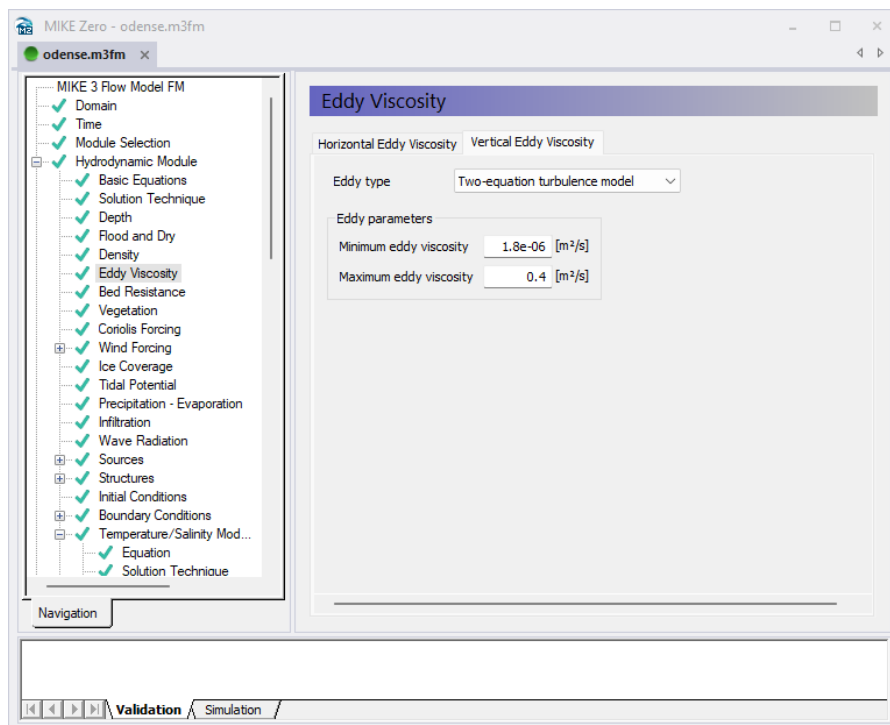 MIKE Zero - odense.m3fm
odense.m3fm
MIKE 3 Flow Model FM
Domain
Time
Module Selection
Hydrodynamic Module
Basic Equations
Solution Technique
Depth
Flood and Dry
Density
Eddy Viscosity
Bed Resistance
Vegetation
Coriolis Forcing
Wind Forcing
Ice Coverage
Tidal Potential
Precipitation - Evaporation
Infiltration
Wave Radiation
Sources
Structures
Initial Conditions
Boundary Conditions
Temperature/Salinity Mod...
Equation
Solution Technique
Navigation
Eddy Viscosity
Horizontal Eddy Viscosity Vertical Eddy Viscosity
Eddy type Two-equation turbulence model
Eddy parameters
Minimum eddy viscosity 1.8e-06 [m²/s]
Maximum eddy viscosity 0.4 [m²/s]
Validation Simulation